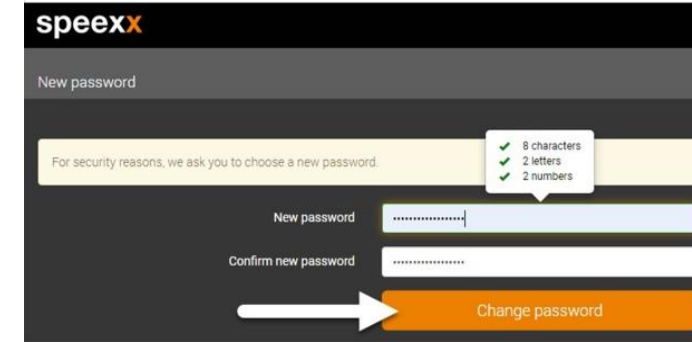 speexx
New password
8 characters
2 letters
2 numbers
For security reasons, we ask you to choose a new password.
New password
Confirm new password
Change password